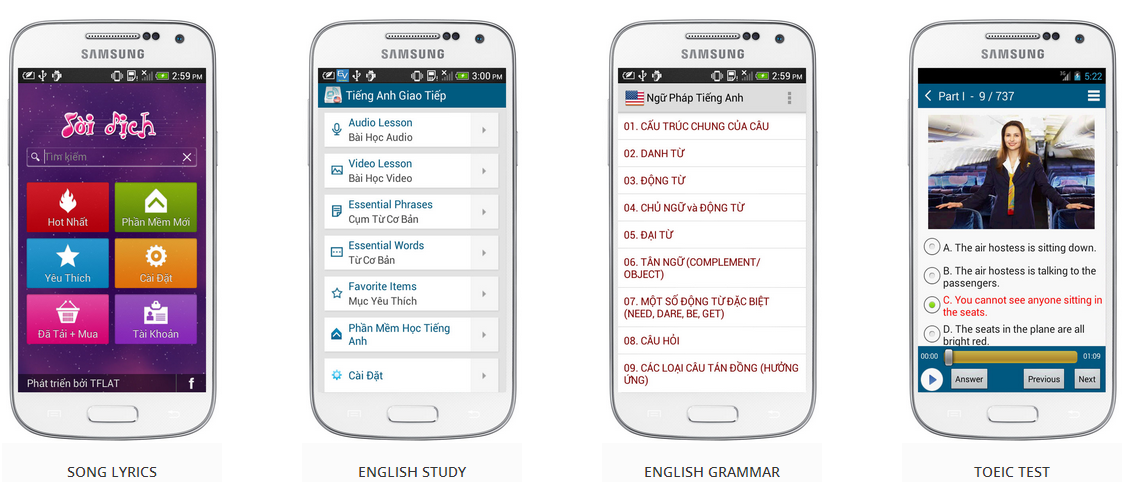 SAMSUNG
2:59 PM
Lời dịch
Tìm kiếm
Hot Nhất
Phần Mềm Mới
Yêu Thích
Cài Đặt
Đã Tải + Mua
Tài Khoản
Phát triển bởi TFLAT
f
SONG LYRICS
SAMSUNG
EV
3:00 PM
Tiếng Anh Giao Tiếp
Audio Lesson
Bài Học Audio
Video Lesson
Bài Học Video
Essential Phrases
Cụm Từ Cơ Bản
Essential Words
Từ Cơ Bản
Favorite Items
Mục Yêu Thích
Phần Mềm Học Tiếng
Anh
Cài Đặt
ENGLISH STUDY
SAMSUNG
2:59 PM
Ngữ Pháp Tiếng Anh
01. CẤU TRÚC CHUNG CỦA CÂU
02. DANH TỪ
03. ĐỘNG TỪ
04. CHỦ NGỮ và ĐỘNG TỪ
05. ĐẠI TỪ
06. TÂN NGỮ (COMPLEMENT/
OBJECT)
07. MỘT SỐ ĐỘNG TỪ ĐẶC BIỆT
(NEED, DARE, BE, GET)
08. CÂU HỎI
09. CÁC LOẠI CÂU TÁN ĐỒNG (HƯỞNG
ỨNG)
ENGLISH GRAMMAR
SAMSUNG
3G
5:22
Part I - 9 / 737
A. The air hostess is sitting down.
B. The air hostess is talking to the
passengers.
C. You cannot see anyone sitting in
the seats.
D. The seats in the plane are all
bright red.
00:00
01:09
Answer
Previous
Next
TOEIC TEST